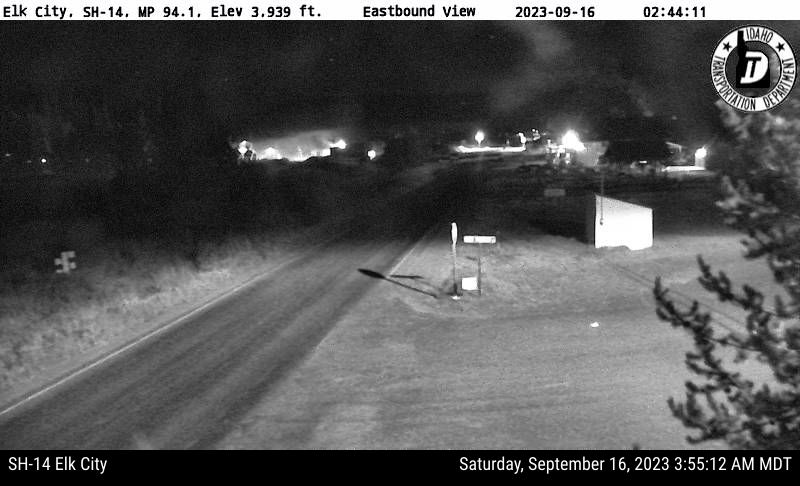 Elk City, SH-14, MP 94.1, Elev 3,939 ft. Eastbound View 2023-09-16 02:44:11
IDAHO
TRANSPORTATION DEPARTMENT
SH-14 Elk City Saturday, September 16, 2023 3:55:12 AM MDT